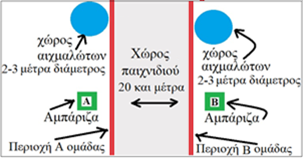 χώρος
αιχμαλώτων
2-3 μέτρα διάμετρος
Α
Αμπάριζα
Περιοχή Α ομάδας
Χώρος
παιχνιδιού
20 και μέτρα
χώρος
αιχμαλώτων
2-3 μέτρα διάμετρος
Β
Αμπάριζα
Περιοχή Β ομάδας